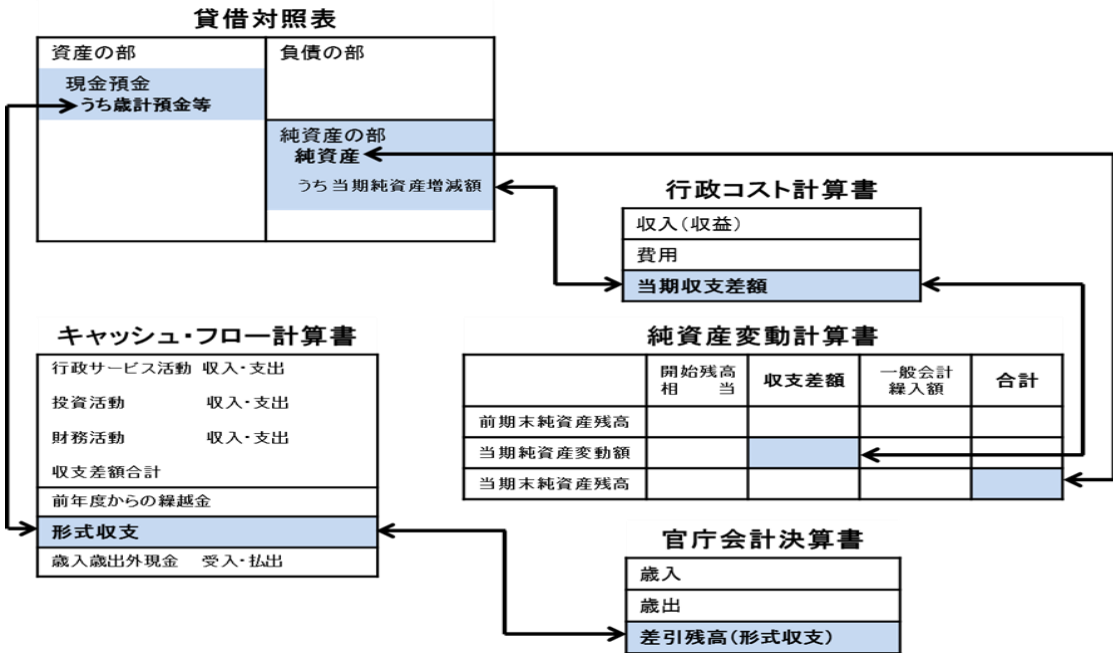 貸借対照表
資産の部
現金預金
うち歳計預金等
負債の部
純資産の部
純資産
うち当期純資産増減額
行政コスト計算書
収入(収益)
費用
当期収支差額
キャッシュ・フロー計算書
行政サービス活動 収入・支出
投資活動 収入・支出
財務活動 収入・支出
収支差額合計
前年度からの繰越金
形式収支
歳入歳出外現金 受入・払出
純資産変動計算書
開始残高
相 当
収支差額
一般会計
繰入額
合計
前期末純資産残高
当期純資産変動額
当期末純資産残高
官庁会計決算書
歳入
歳出
差引残高(形式収支)